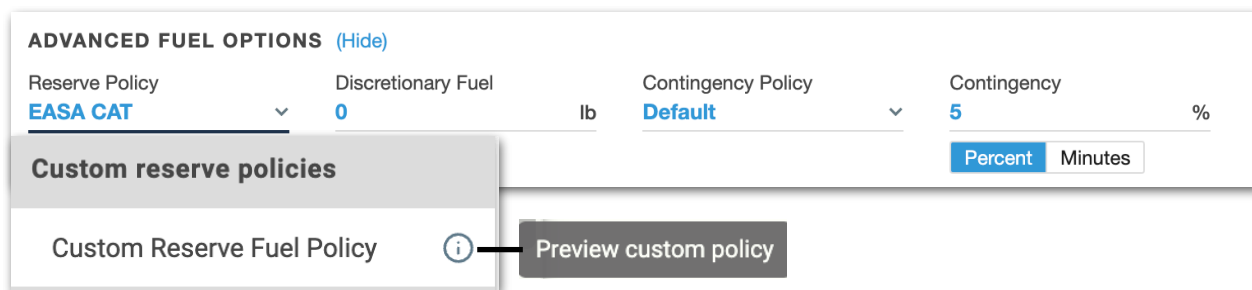 ADVANCED FUEL OPTIONS (Hide)
Reserve Policy Discretionary Fuel Contingency Policy Contingency
EASA CAT 0 lb Default 5 %
Percent Minutes
Custom reserve policies
Custom Reserve Fuel Policy Preview custom policy